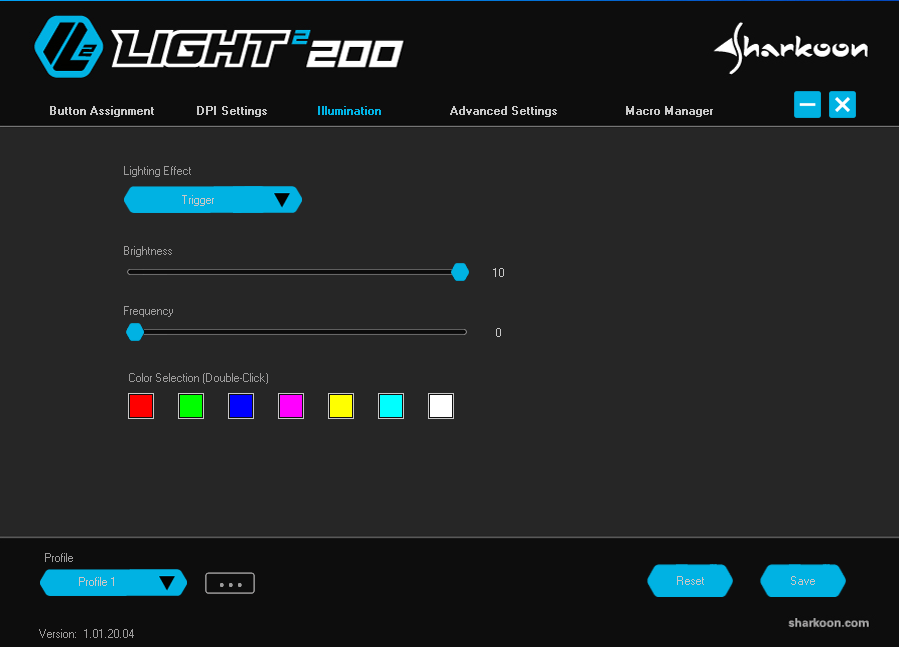 LIGHT² 200
Sharkoon
Button Assignment DPI Settings Illumination Advanced Settings Macro Manager
Lighting Effect
Trigger
Brightness
10
Frequency
0
Color Selection (Double-Click)
Profile
Profile 1
...
Reset Save
sharkoon.com
Version: 1.01.20.04